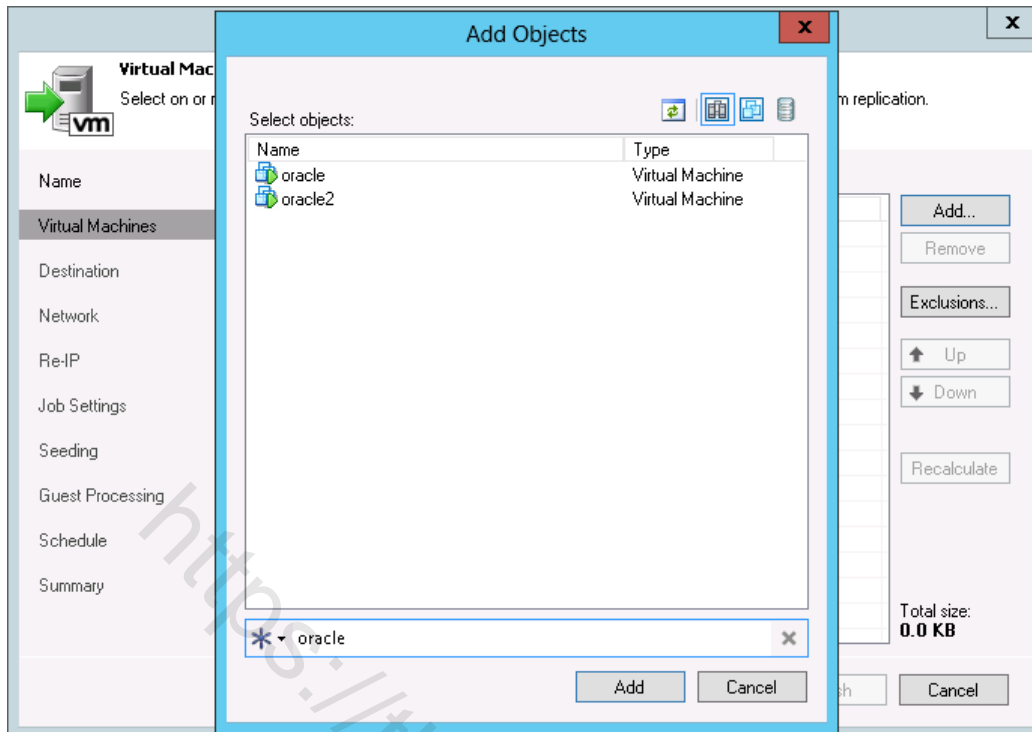 Add Objects
x
x
Virtual Mac
Select on or
m replication.
vm
Select objects:
Name
Type
oracle
Virtual Machine
oracle2
Virtual Machine
Name
Virtual Machines
Destination
Network
Re-IP
Job Settings
Seeding
Guest Processing
Schedule
Summary
Add...
Remove
Exclusions...
Up
Down
Recalculate
Total size:
0.0 KB
oracle
Add
Cancel
sh
Cancel
https://t